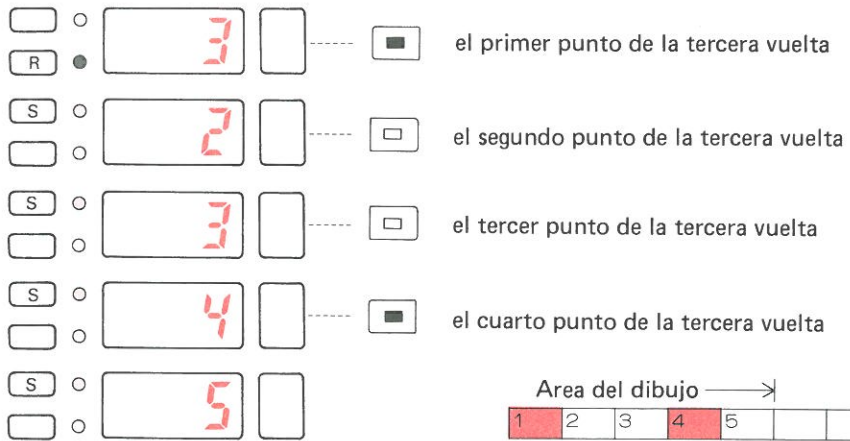 R 3 el primer punto de la tercera vuelta
S 2 el segundo punto de la tercera vuelta
S 3 el tercer punto de la tercera vuelta
S 4 el cuarto punto de la tercera vuelta
S 5
Area del dibujo
1 2 3 4 5